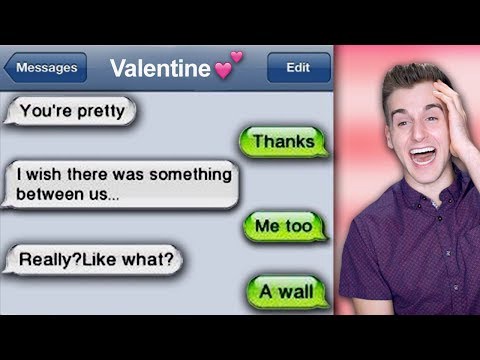 Messages
Valentine💕
Edit
You're pretty
Thanks
I wish there was something
between us...
Me too
Really?Like what?
A wall